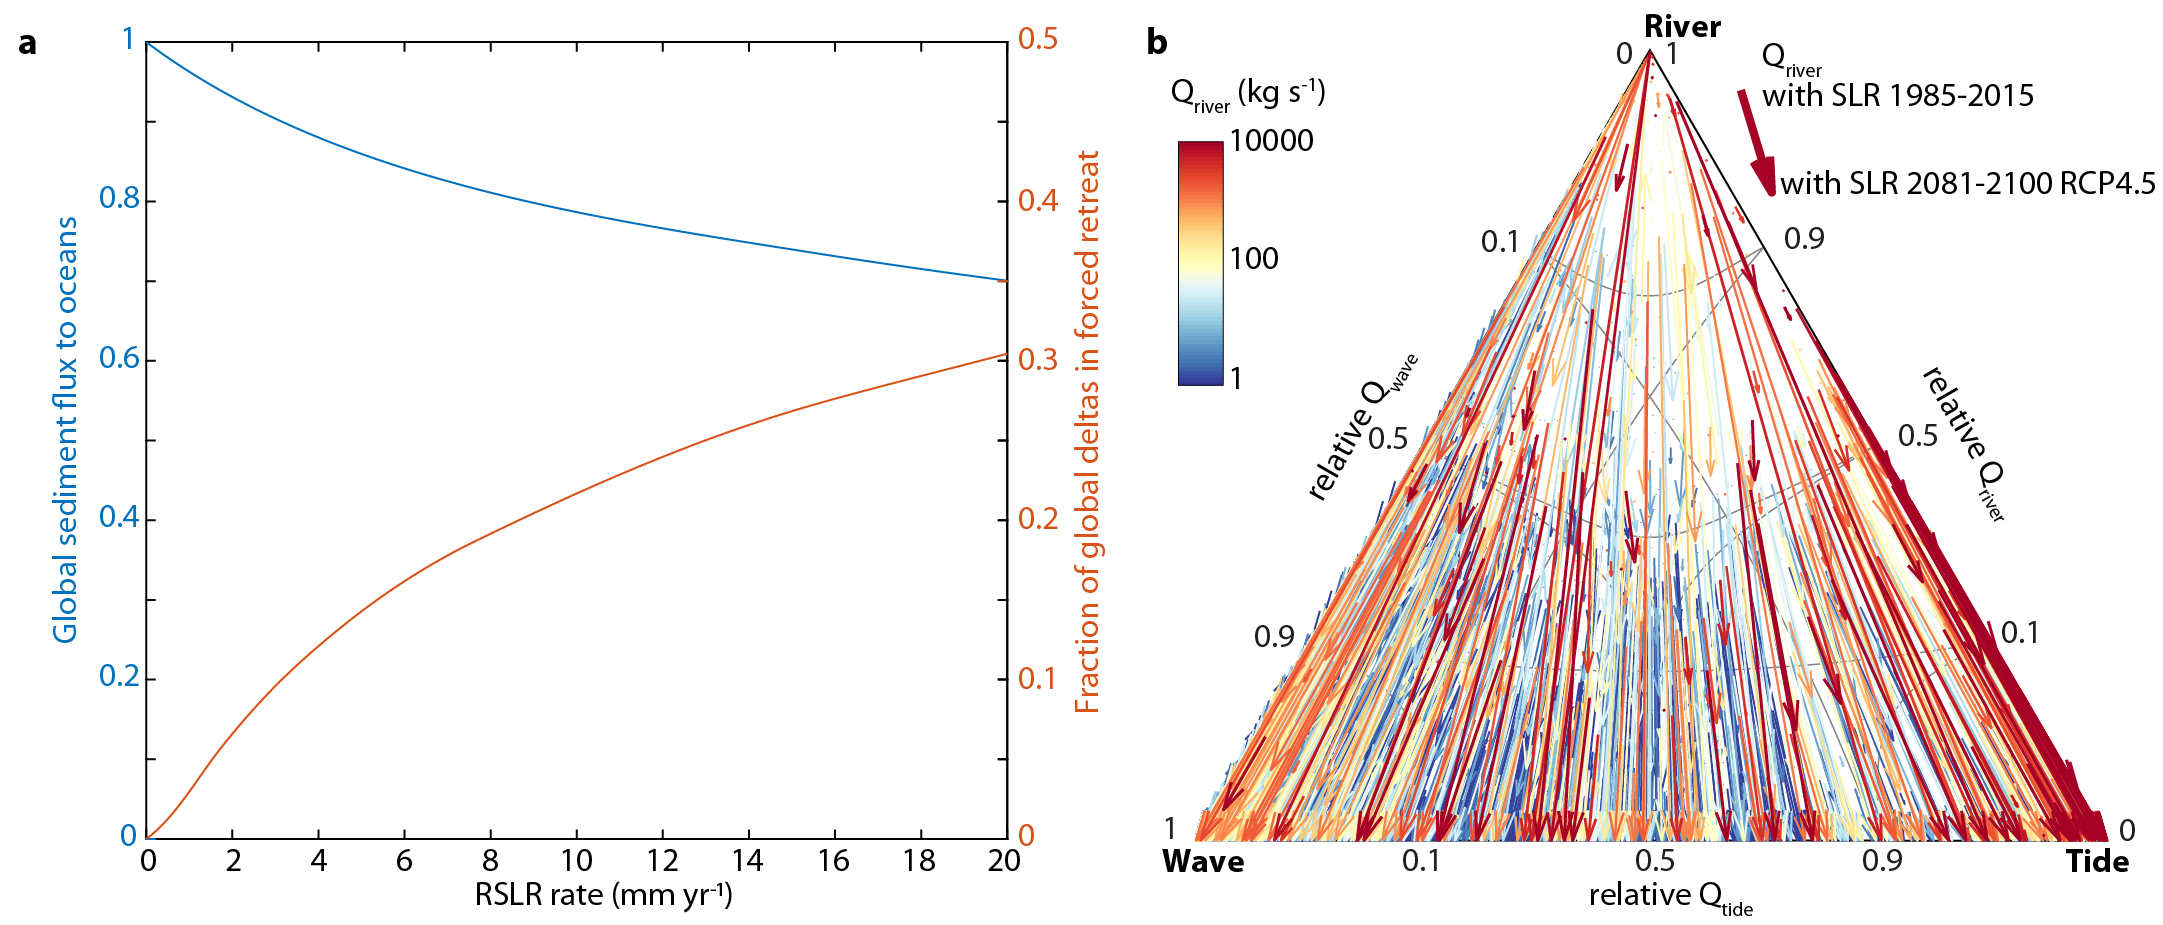 a
1
0.8
0.6
0.4
0.2
0
Global sediment flux to oceans
0.5
0.4
0.3
0.2
0.1
0
Fraction of global deltas in forced retreat
0 2 4 6 8 10 12 14 16 18 20
RSLR rate (mm yr⁻¹)
b
River
0 1
Qriver (kg s⁻¹)
10000
100
1
Qriver
with SLR 1985-2015
with SLR 2081-2100 RCP4.5
0.1
0.9
relative Qwave
relative Qriver
0.5
0.5
0.9
0.1
1
0
Wave
Tide
0.1 0.5 0.9
relative Qtide